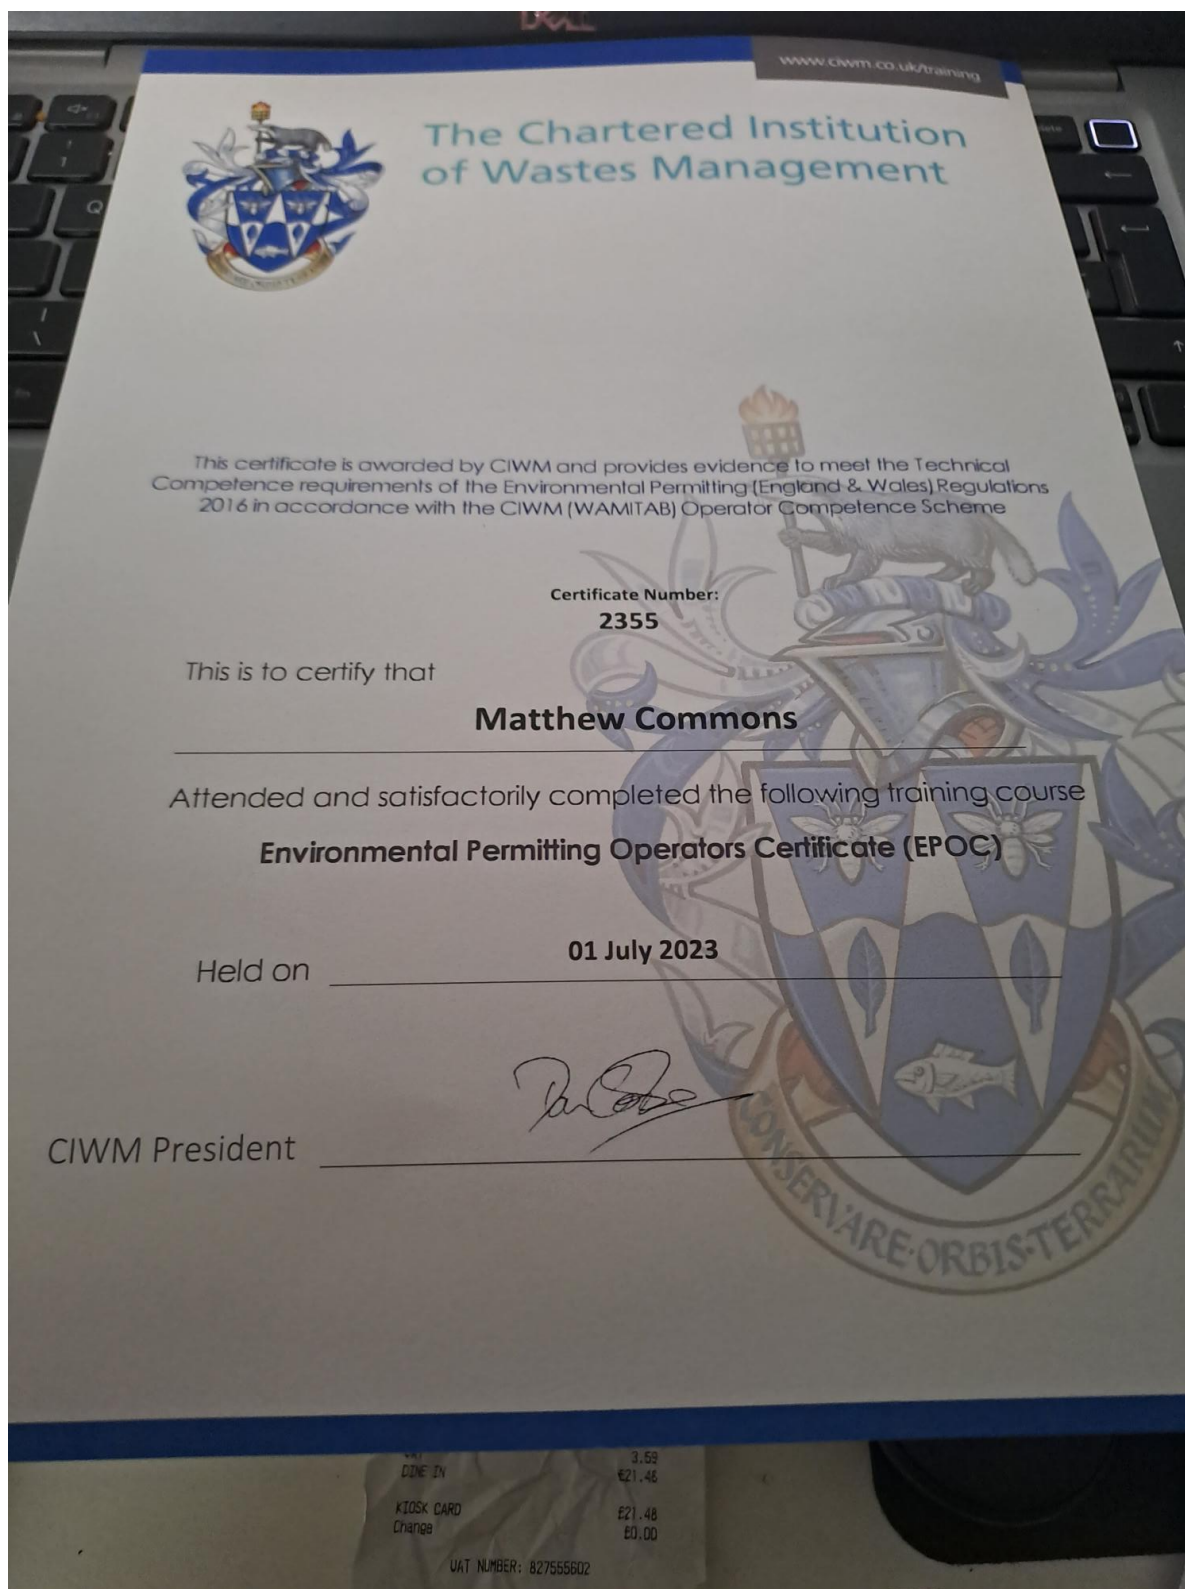 DELL
www.ciwm.co.uk/training
The Chartered Institution
of Wastes Management
This certificate is awarded by CIWM and provides evidence to meet the Technical
Competence requirements of the Environmental Permitting (England & Wales) Regulations
2016 in accordance with the CIWM (WAMITAB) Operator Competence Scheme
Certificate Number:
2355
This is to certify that
Matthew Commons
Attended and satisfactorily completed the following training course
Environmental Permitting Operators Certificate (EPOC)
01 July 2023
Held on
CIWM President
CONSERVARE·ORBIS·TERRARUM
3.59
DINE IN £21.48
KIOSK CARD £21.48
Change £0.00
VAT NUMBER: 827555602